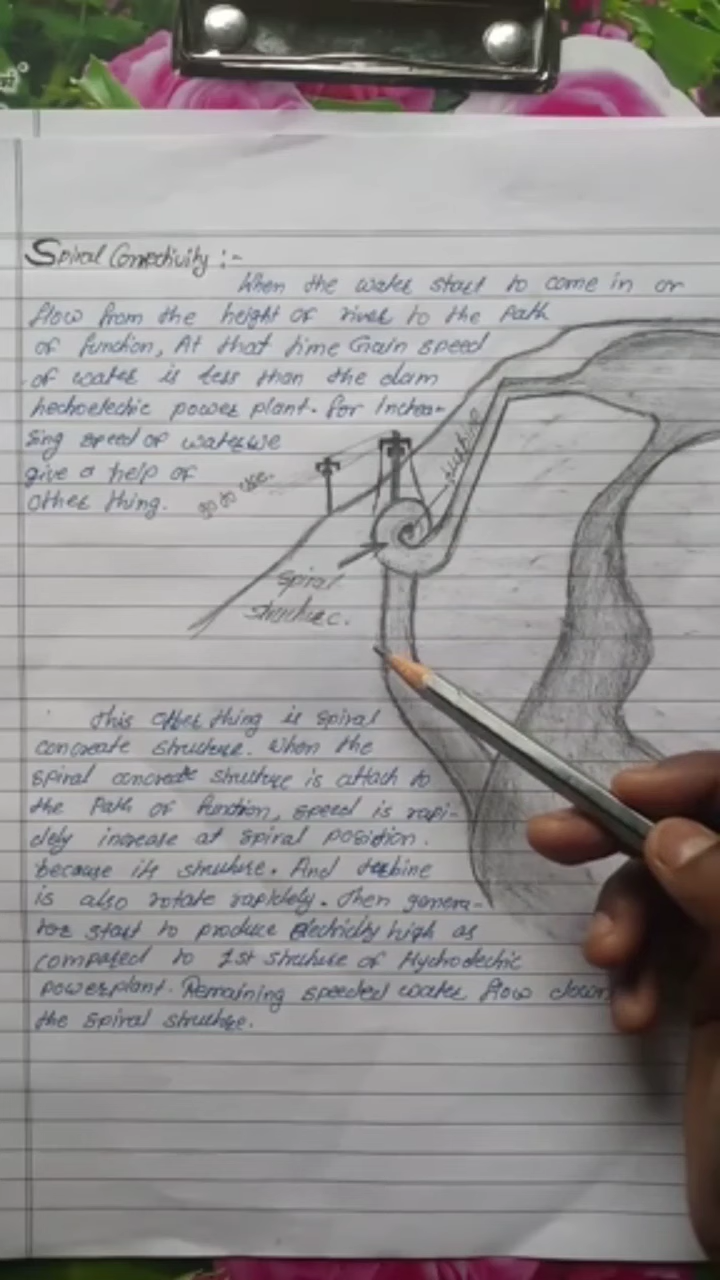 Spiral Connectivity :-
When the water start to come in or
flow from the height of river to the Path
of function, At that time Gain speed
of water is less than the dam
hedroelectric power plant. for Increa-
sing speed of water we
give a help of
other thing.
go to use.
turbine
spiral
structure.
This other thing is spiral
concreate structure. When the
spiral concreate structure is attach to
the Path of function, speed is rapi-
dely increase at spiral position.
because its structure. And turbine
is also rotate rapidely. Then genera-
tor start to produce Electricity high as
compared to 1st structure of Hydroelectric
powerplant. Remaining speeded water flow down
the spiral structure.